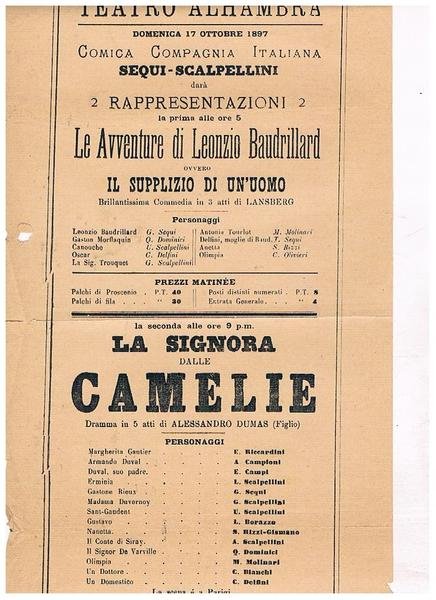 TEATRO ALHAMBRA
DOMENICA 17 OTTOBRE 1897
COMICA COMPAGNIA ITALIANA
SEQUI-SCALPELLINI
darà
2 RAPPRESENTAZIONI 2
la prima alle ore 5
Le Avventure di Leonzio Baudrillard
OVVERO
IL SUPPLIZIO DI UN'UOMO
Brillantissima Commedia in 3 atti di LANSBERG
Personaggi
Leonzio Baudrillard G. Sequi Antonio Tourlot M. Molinari
Gaston Morflaquin Q. Dominici Delfini, moglie di Baud. T. Sequi
Canouche U. Scalpellini Anetta S. Rizzi
Oscar C. Delfini Olimpia C. Olivieri
La Sig. Trouquet G. Scalpellini
PREZZI MATINÉE
Palchi di Proscenio . P.T. 40 Posti distinti numerati . P.T. 8
Palchi di fila . . . " 30 Entrata Generale . . . " 4
la seconda alle ore 9 p.m.
LA SIGNORA
DALLE
CAMELIE
Dramma in 5 atti di ALESSANDRO DUMAS (Figlio)
PERSONAGGI
Margherita Gautier . . . . E. Riccardini
Armando Duval . . . . . A Campioni
Duval, suo padre. . . . . E. Campi
Erminia . . . . . L. Scalpellini
Gastone Rieux . . . . . G. Sequi
Madama Duvernoy . . . . G. Scalpellini
Sant-Gaudent . . . . . U. Scalpellini
Gustavo . . . . . L. Borazzo
Nanetta. . . . . . S. Rizzi-Gismano
Il Conte di Siray. . . . . A. Scalpellini
Il Signor De Varville . . . . Q. Dominici
Olimpia . . . . . M. Molinari
Un Dottore . . . . . C. Bianchi
Un Domestico . . . . . C. Delfini
La scena é a Parigi